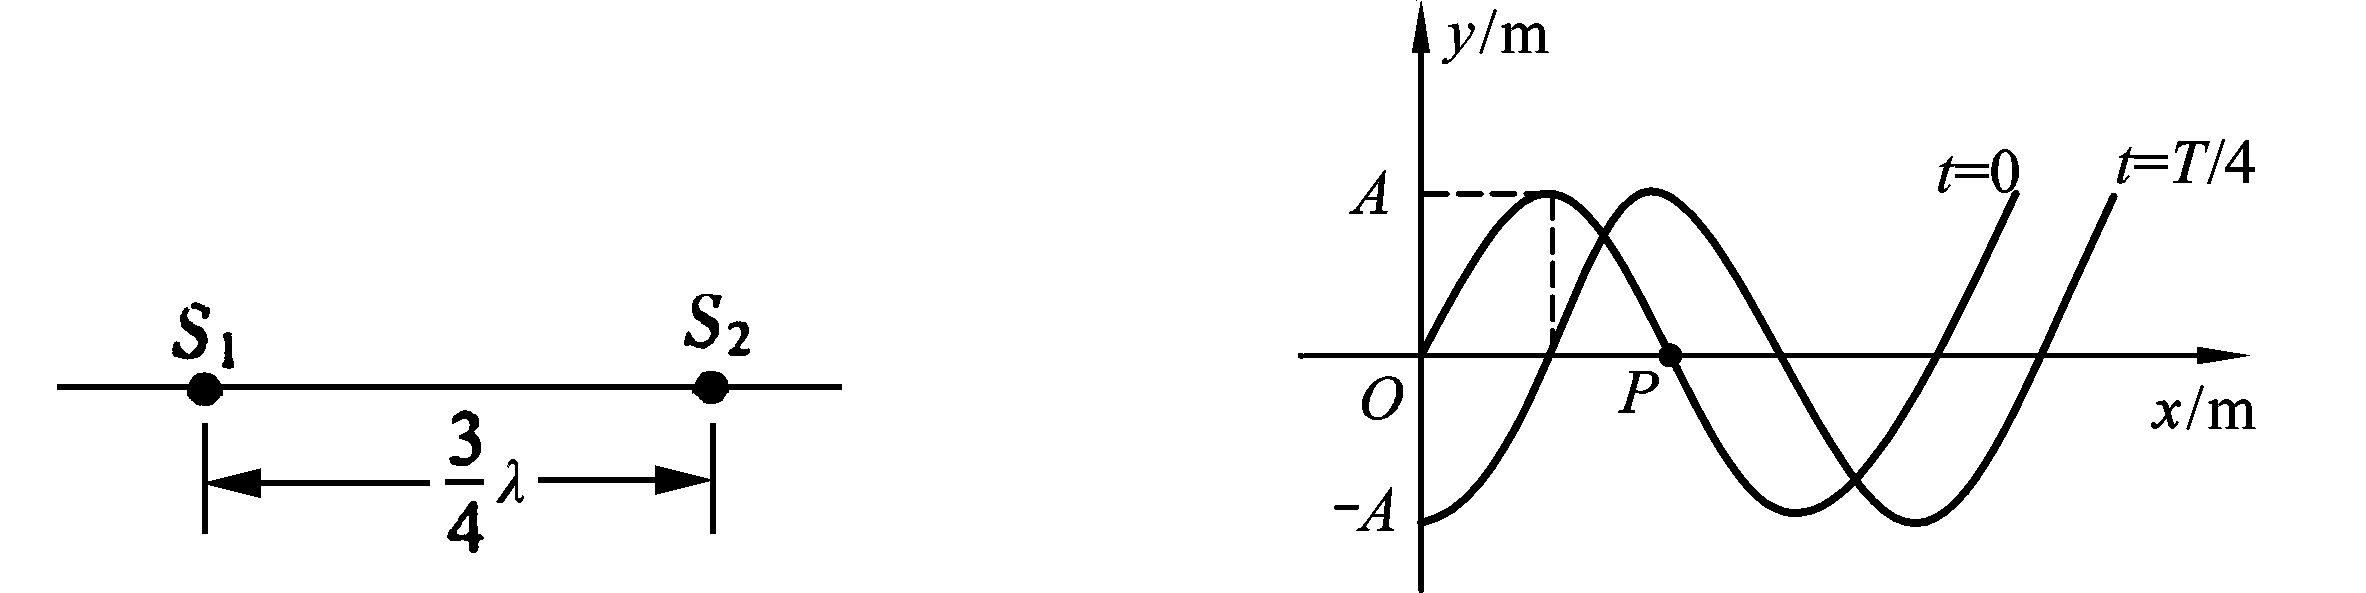 S₁
S₂
3/4 λ
y/m
A
t=0
t=T/4
O
P
x/m
-A